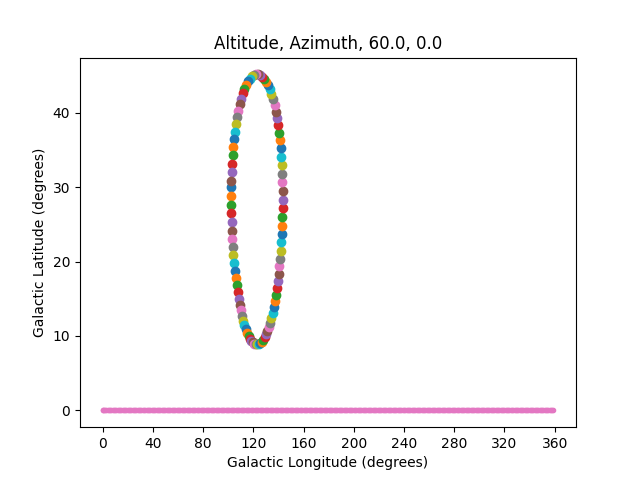 Altitude, Azimuth, 60.0, 0.0
Galactic Latitude (degrees)
40
30
20
10
0
0 40 80 120 160 200 240 280 320 360
Galactic Longitude (degrees)